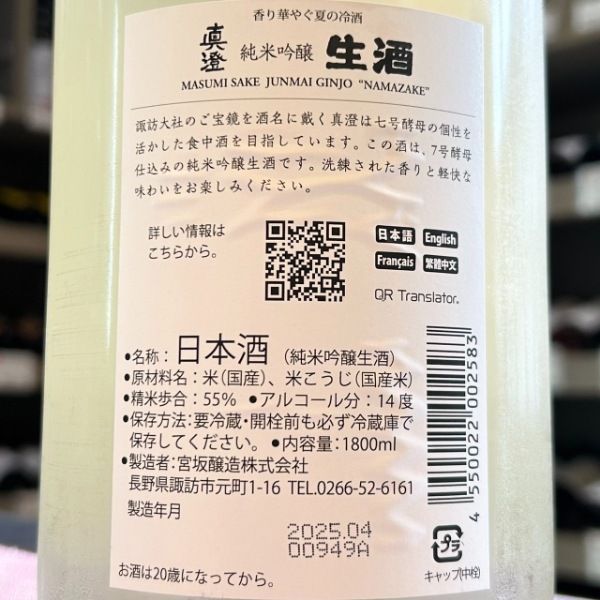 香り華やぐ夏の冷酒
真澄 純米吟醸 生酒
MASUMI SAKE JUNMAI GINJO "NAMAZAKE"
諏訪大社のご宝鏡を酒名に戴く真澄は七号酵母の個性を
活かした食中酒を目指しています。この酒は、7号酵母
仕込みの純米吟醸生酒です。洗練された香りと軽快な
味わいをお楽しみください。
詳しい情報は
こちらから。
日本語 English
Français 繁體中文
QR Translator®
•名称：日本酒（純米吟醸生酒）
•原材料名：米（国産）、米こうじ（国産米）
•精米歩合：55% •アルコール分：14度
•保存方法：要冷蔵・開栓前も必ず冷蔵庫で
保存してください。 •内容量：1800ml
•製造者：宮坂醸造株式会社
長野県諏訪市元町1-16 TEL.0266-52-6161
製造年月
2025.04
00949A
お酒は20歳になってから。
4 550022 002583
プラ
キャップ(中栓)